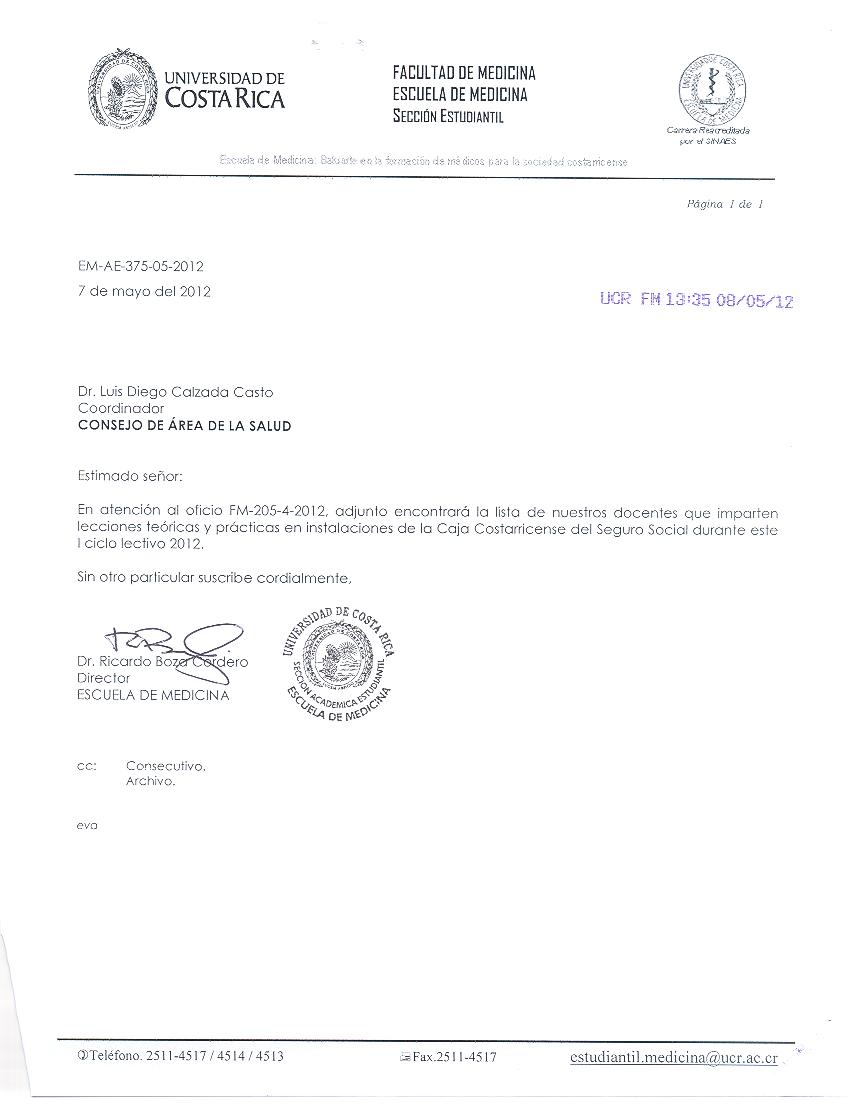 UNIVERSIDAD DE
COSTA RICA
FACULTAD DE MEDICINA
ESCUELA DE MEDICINA
SECCIÓN ESTUDIANTIL
Carrera Reacreditada
por el SINAES
Escuela de Medicina: Baluarte en la formación de médicos para la sociedad costarricense
Página 1 de 1
EM-AE-375-05-2012
7 de mayo del 2012
UCR FM 13:35 08/05/12
Dr. Luis Diego Calzada Casto
Coordinador
CONSEJO DE ÁREA DE LA SALUD
Estimado señor:
En atención al oficio FM-205-4-2012, adjunto encontrará la lista de nuestros docentes que imparten
lecciones teóricas y prácticas en instalaciones de la Caja Costarricense del Seguro Social durante este
I ciclo lectivo 2012.
Sin otro particular suscribe cordialmente,
Dr. Ricardo Boza Cordero
Director
ESCUELA DE MEDICINA
UNIVERSIDAD DE COSTA RICA
SECCION ACADEMICA ESTUDIANTIL
ESCUELA DE MEDICINA
cc: Consecutivo.
Archivo.
eva
Teléfono. 2511-4517 / 4514 / 4513
Fax.2511-4517
estudiantil.medicina@ucr.ac.cr